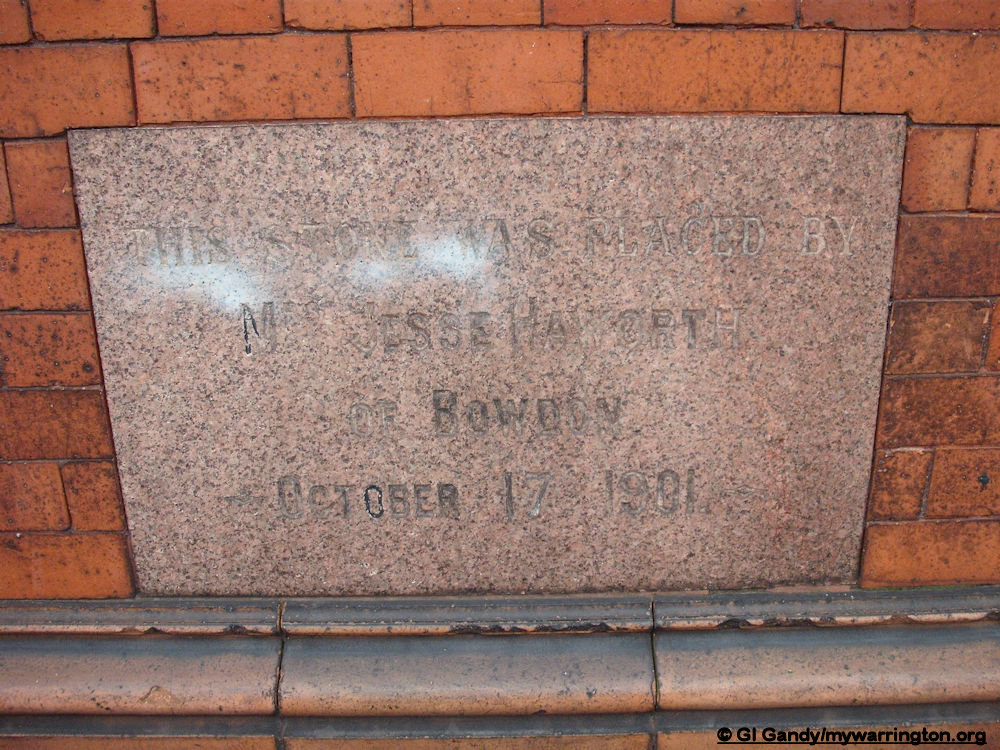 THIS STONE WAS PLACED BY
MRS JESSE HAWORTH
OF BOWDON
OCTOBER 17 1901.
© GI Gandy/mywarrington.org